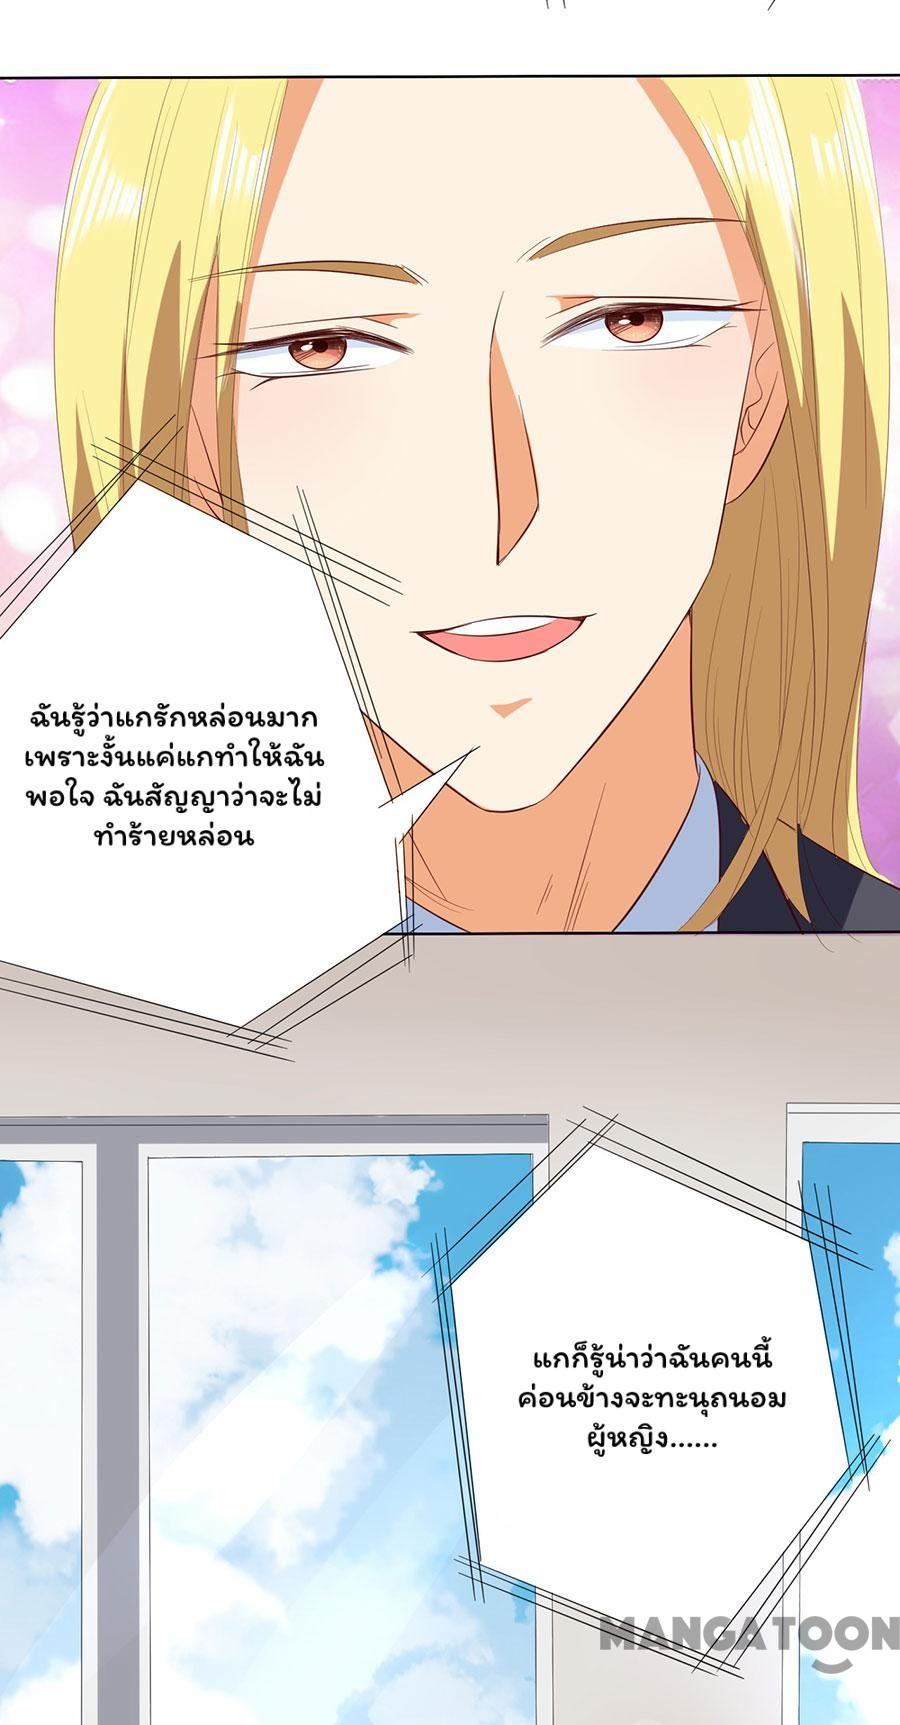 ฉันรู้ว่าแกรักหล่อนมาก
เพราะงั้นแค่แกทำให้ฉัน
พอใจ ฉันสัญญาว่าจะไม่
ทำร้ายหล่อน
แกก็รู้น่าว่าฉันคนนี้
ค่อนข้างจะทะนุถนอม
ผู้หญิง......
MANGATOON